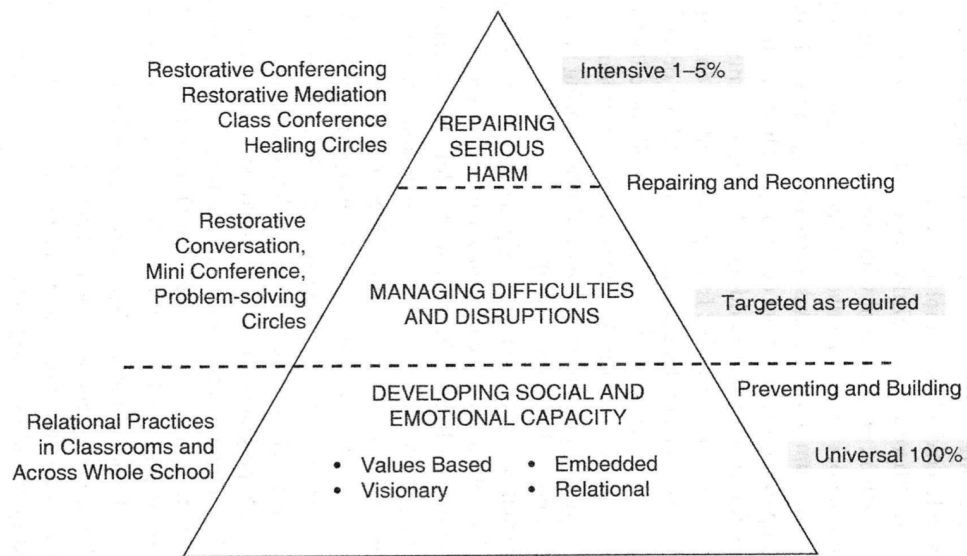 Restorative Conferencing
Restorative Mediation
Class Conference
Healing Circles
Intensive 1–5%
REPAIRING
SERIOUS
HARM
Repairing and Reconnecting
Restorative
Conversation,
Mini Conference,
Problem-solving
Circles
MANAGING DIFFICULTIES
AND DISRUPTIONS
Targeted as required
Preventing and Building
DEVELOPING SOCIAL AND
EMOTIONAL CAPACITY
Relational Practices
in Classrooms and
Across Whole School
• Values Based • Embedded
• Visionary • Relational
Universal 100%